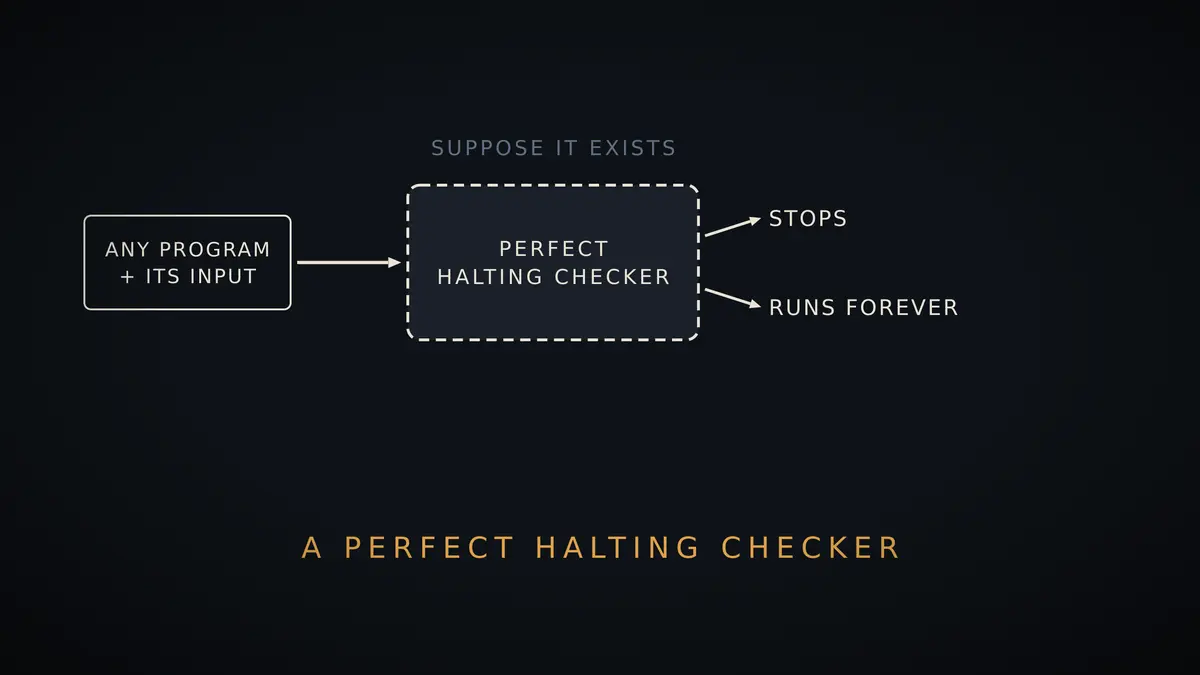 SUPPOSE IT EXISTS
ANY PROGRAM
+ ITS INPUT
PERFECT
HALTING CHECKER
STOPS
RUNS FOREVER
A PERFECT HALTING CHECKER